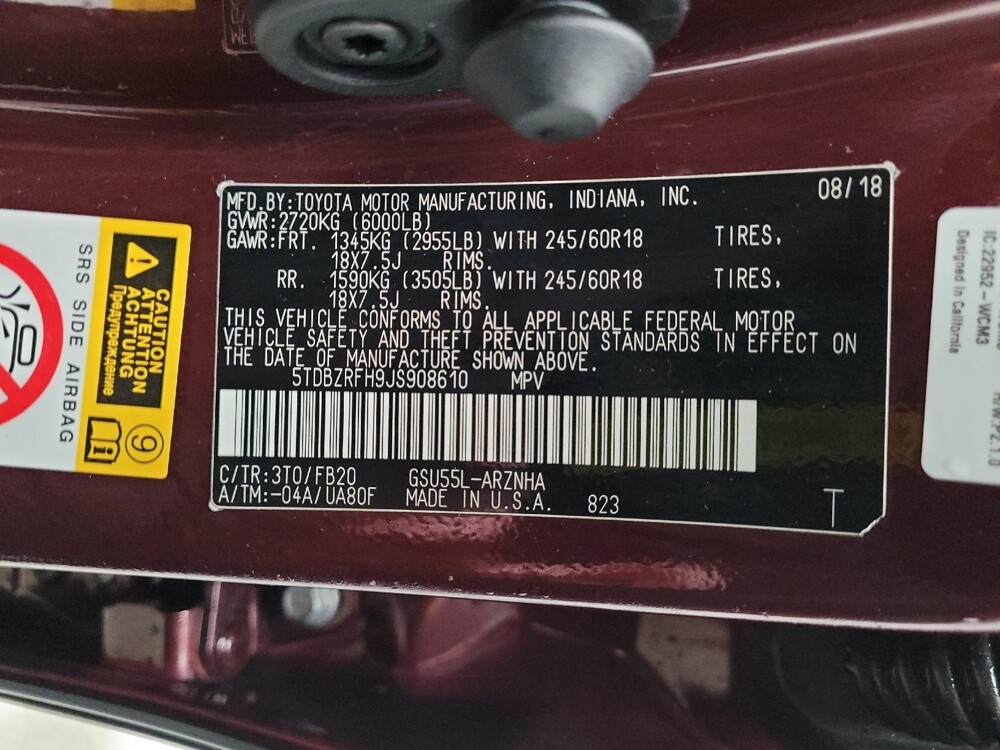 MFD.BY:TOYOTA MOTOR MANUFACTURING, INDIANA, INC. 08/18
GVWR:2720KG (6000LB)
GAWR:FRT. 1345KG (2955LB) WITH 245/60R18 TIRES,
18X7.5J RIMS.
RR. 1590KG (3505LB) WITH 245/60R18 TIRES,
18X7.5J RIMS.
THIS VEHICLE CONFORMS TO ALL APPLICABLE FEDERAL MOTOR
VEHICLE SAFETY AND THEFT PREVENTION STANDARDS IN EFFECT ON
THE DATE OF MANUFACTURE SHOWN ABOVE.
5TDBZRFH9JS908610 MPV
C/TR:3T0/FB20 GSU55L-ARZNHA
A/TM:-04A/UA80F MADE IN U.S.A. 823
T
CAUTION
ATTENTION
ACHTUNG
Предупреждение
SRS SIDE AIRBAG
9
i
IC:22952-WCM3
Designed in California